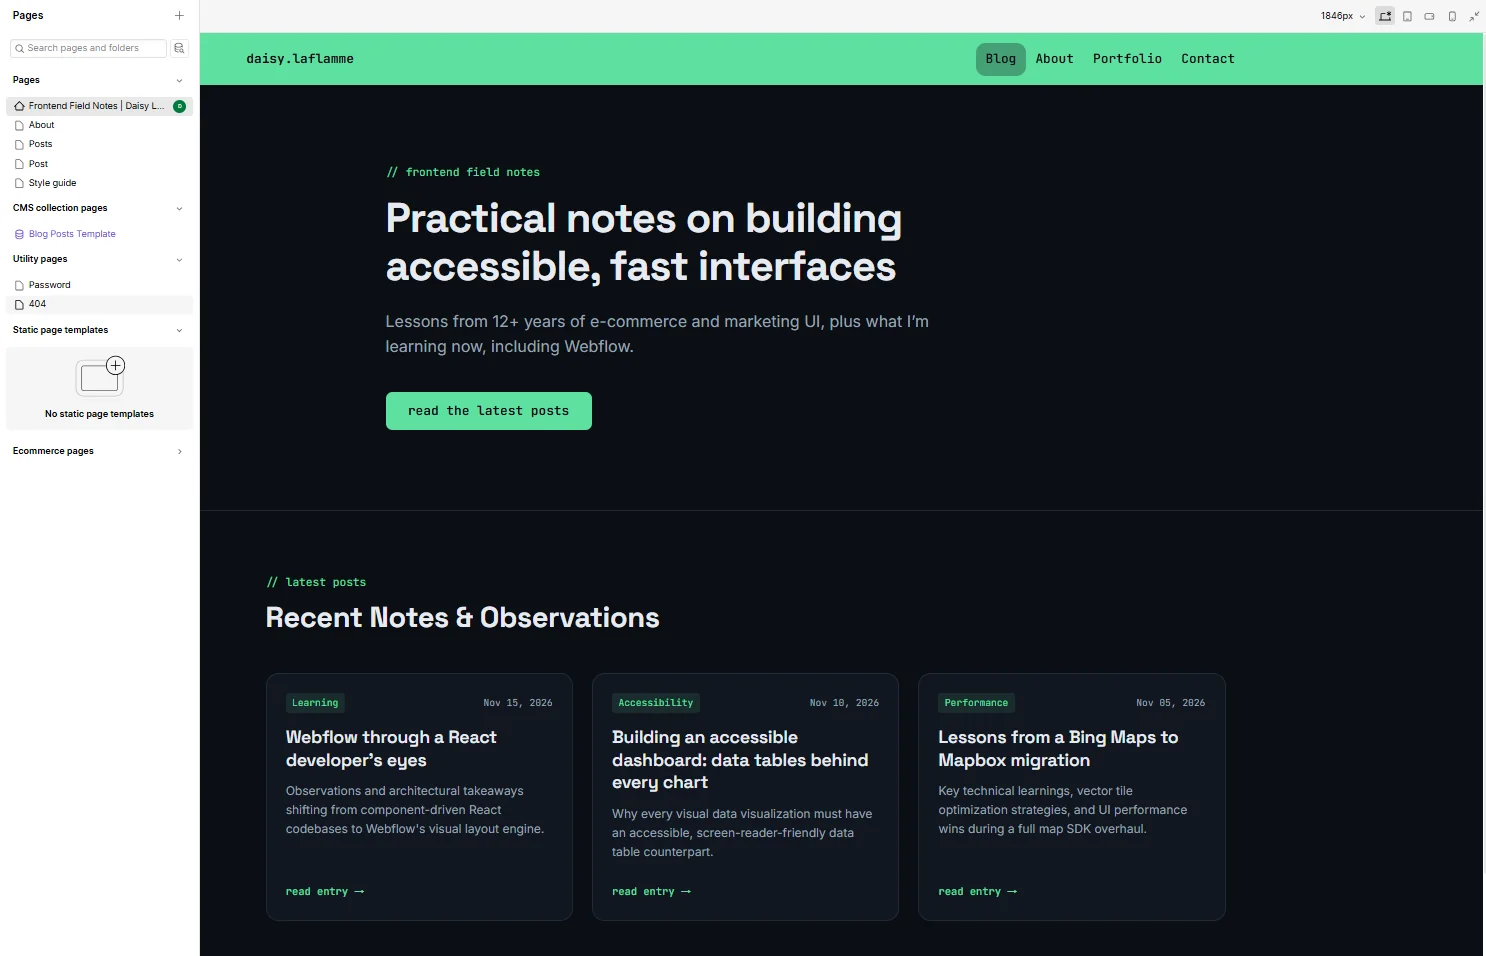 Pages
1846px
Search pages and folders
Pages
Frontend Field Notes | Daisy L...
About
Posts
Post
Style guide
CMS collection pages
Blog Posts Template
Utility pages
Password
404
Static page templates
No static page templates
Ecommerce pages
daisy.laflamme
Blog
About
Portfolio
Contact
// frontend field notes
Practical notes on building
accessible, fast interfaces
Lessons from 12+ years of e-commerce and marketing UI, plus what I’m
learning now, including Webflow.
read the latest posts
// latest posts
Recent Notes & Observations
Learning
Nov 15, 2026
Webflow through a React
developer’s eyes
Observations and architectural takeaways
shifting from component-driven React
codebases to Webflow's visual layout engine.
read entry →
Accessibility
Nov 10, 2026
Building an accessible
dashboard: data tables behind
every chart
Why every visual data visualization must have
an accessible, screen-reader-friendly data
table counterpart.
read entry →
Performance
Nov 05, 2026
Lessons from a Bing Maps to
Mapbox migration
Key technical learnings, vector tile
optimization strategies, and UI performance
wins during a full map SDK overhaul.
read entry →